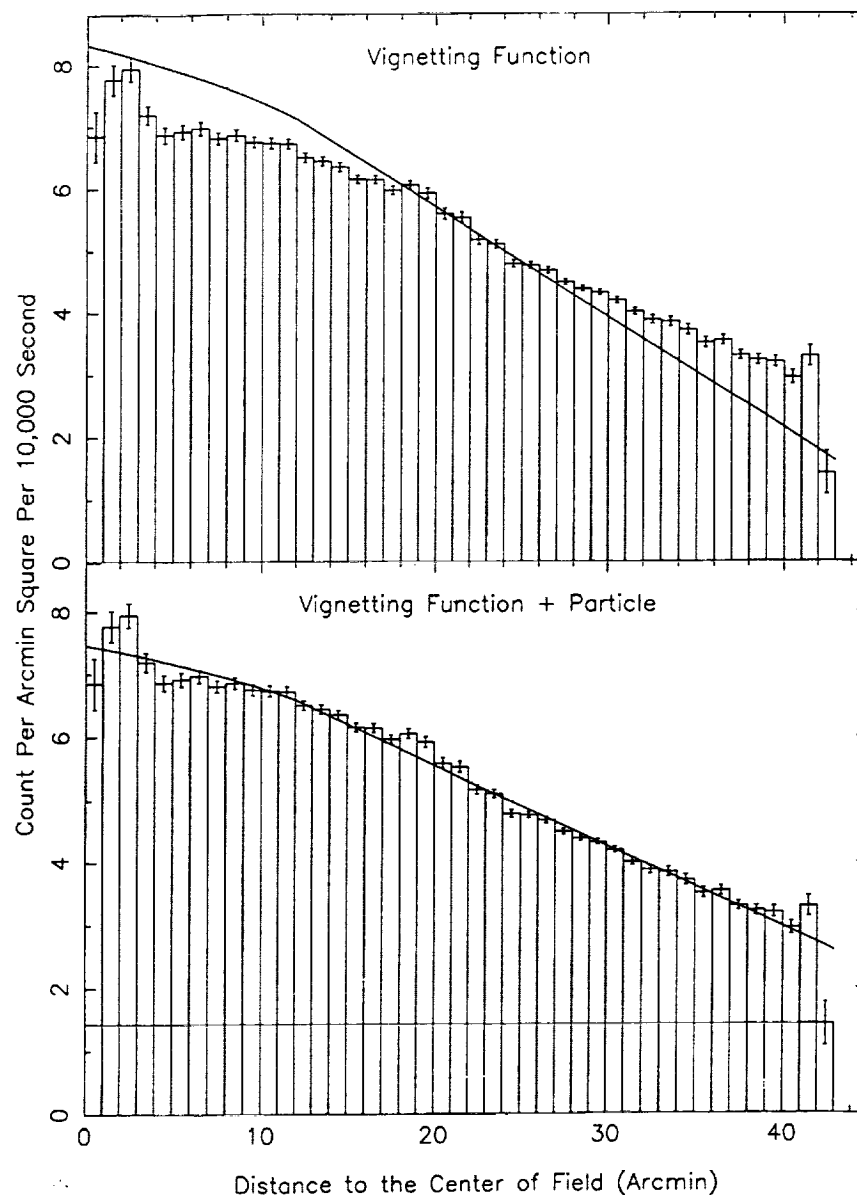 Vignetting Function
8
6
4
2
0
Vignetting Function + Particle
8
6
4
2
0
Count Per Arcmin Square Per 10,000 Second
0 10 20 30 40
Distance to the Center of Field (Arcmin)